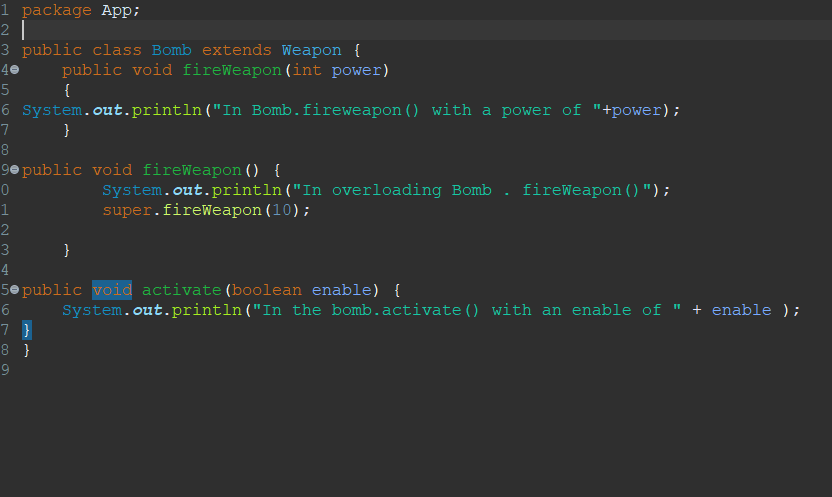 1 package App;
2
3 public class Bomb extends Weapon {
4 public void fireWeapon(int power)
5 {
6 System.out.println("In Bomb.fireweapon() with a power of "+power);
7 }
8
9 public void fireWeapon() {
0 System.out.println("In overloading Bomb . fireWeapon()");
1 super.fireWeapon(10);
2
3 }
4
5 public void activate(boolean enable) {
6 System.out.println("In the bomb.activate() with an enable of " + enable );
7 }
8 }
9